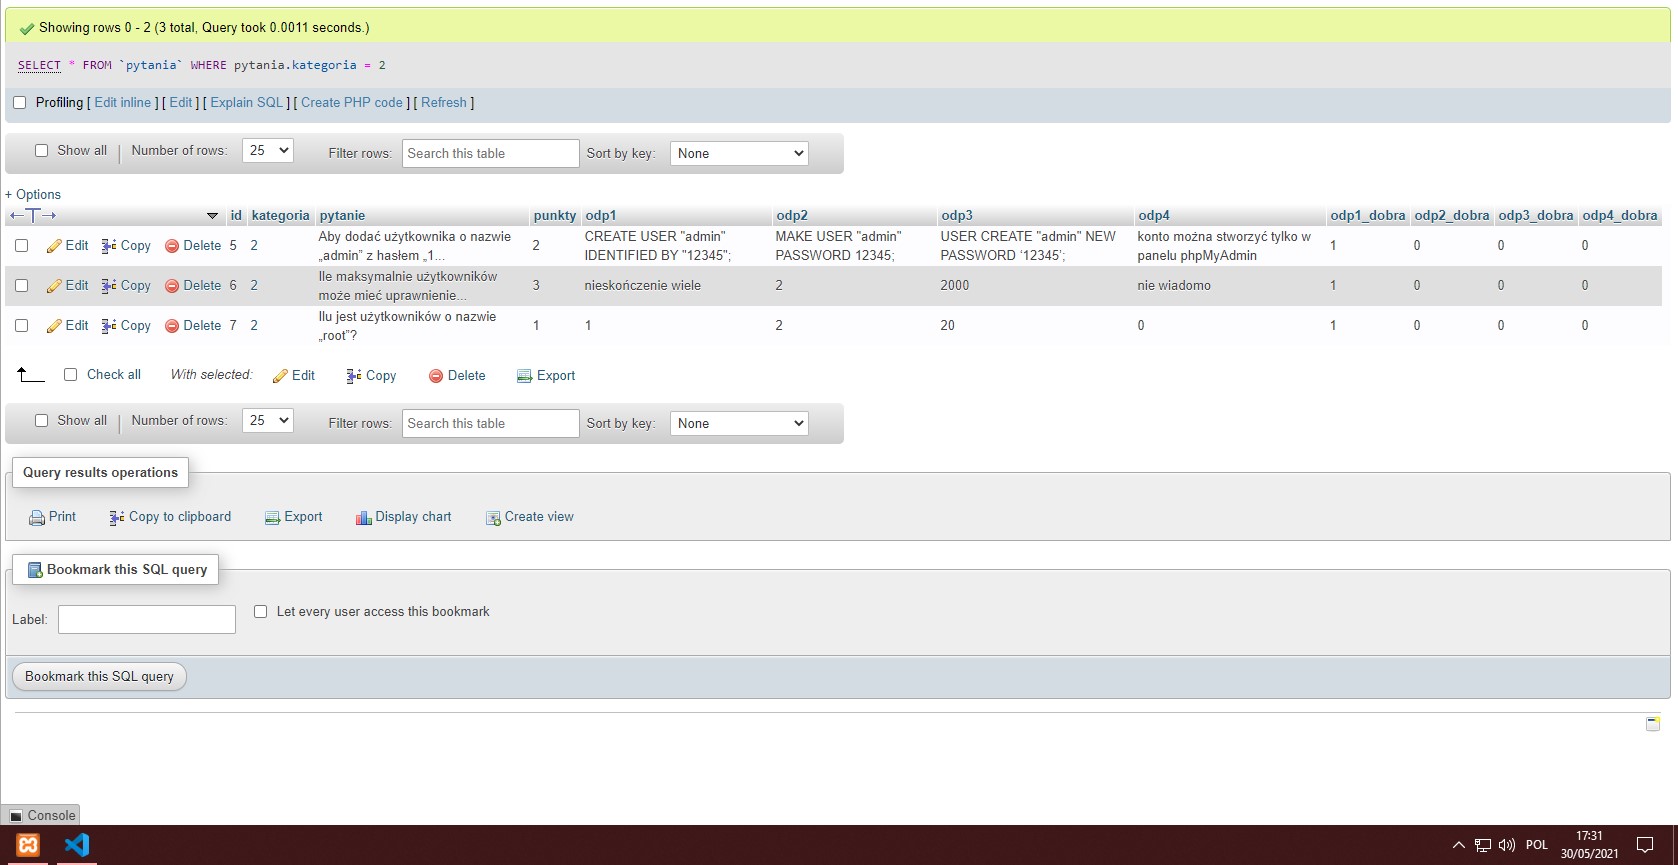 Showing rows 0 - 2 (3 total, Query took 0.0011 seconds.)
SELECT * FROM `pytania` WHERE pytania.kategoria = 2
Profiling [ Edit inline ] [ Edit ] [ Explain SQL ] [ Create PHP code ] [ Refresh ]
Show all Number of rows: 25 Filter rows: Search this table Sort by key: None
+ Options
id kategoria pytanie punkty odp1 odp2 odp3 odp4 odp1_dobra odp2_dobra odp3_dobra odp4_dobra
Edit Copy Delete 5 2 Aby dodać użytkownika o nazwie 2 CREATE USER "admin" MAKE USER "admin" USER CREATE "admin" NEW konto można stworzyć tylko w 1 0 0 0
„admin” z hasłem „1... IDENTIFIED BY "12345"; PASSWORD 12345; PASSWORD ‘12345’; panelu phpMyAdmin
Edit Copy Delete 6 2 Ile maksymalnie użytkowników 3 nieskończenie wiele 2 2000 nie wiadomo 1 0 0 0
może mieć uprawnienie...
Edit Copy Delete 7 2 Ilu jest użytkowników o nazwie 1 1 2 20 0 1 0 0 0
„root”?
Check all With selected: Edit Copy Delete Export
Show all Number of rows: 25 Filter rows: Search this table Sort by key: None
Query results operations
Print Copy to clipboard Export Display chart Create view
Bookmark this SQL query
Label: Let every user access this bookmark
Bookmark this SQL query
Console
17:31
POL
30/05/2021